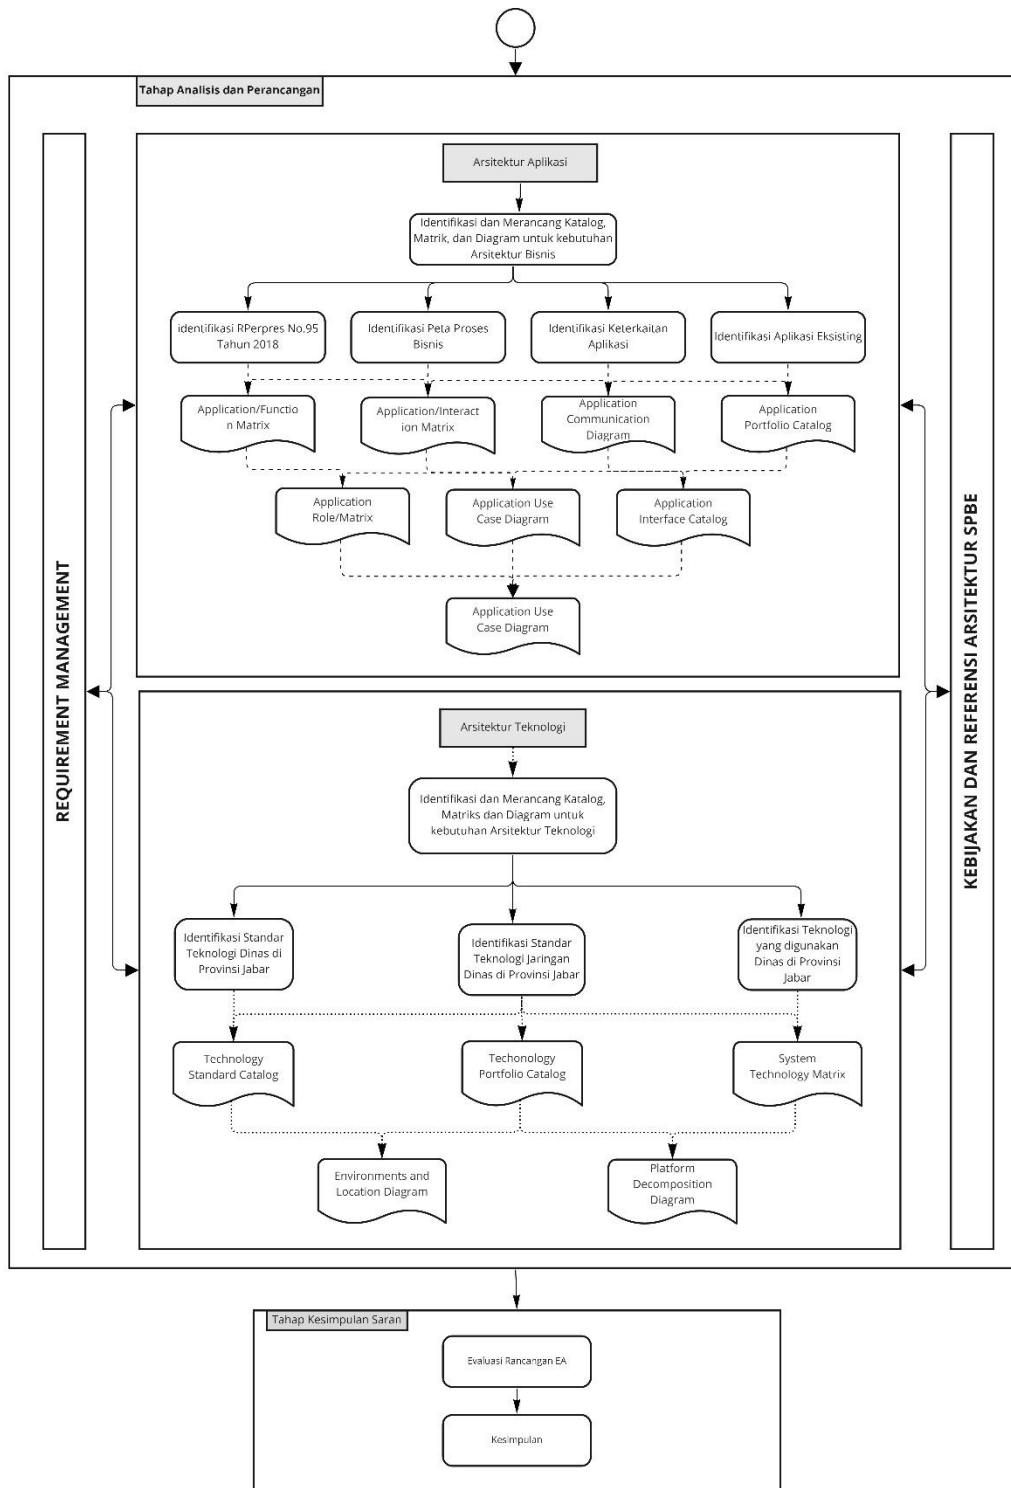 Tahap Analisis dan Perancangan
REQUIREMENT MANAGEMENT
KEBIJAKAN DAN REFERENSI ARSITEKTUR SPBE
Arsitektur Aplikasi
Identifikasi dan Merancang Katalog,
Matrik, dan Diagram untuk kebutuhan
Arsitektur Bisnis
identifikasi RPerpres No.95
Tahun 2018
Identifikasi Peta Proses
Bisnis
Identifikasi Keterkaitan
Aplikasi
Identifikasi Aplikasi Eksisting
Application/Functio
n Matrix
Application/Interact
ion Matrix
Application
Communication
Diagram
Application
Portfolio Catalog
Application
Role/Matrix
Application Use
Case Diagram
Application
Interface Catalog
Application Use
Case Diagram
Arsitektur Teknologi
Identifikasi dan Merancang Katalog,
Matriks dan Diagram untuk
kebutuhan Arsitektur Teknologi
Identifikasi Standar
Teknologi Dinas di
Provinsi Jabar
Identifikasi Standar
Teknologi Jaringan
Dinas di Provinsi Jabar
Identifikasi Teknologi
yang digunakan
Dinas di Provinsi
Jabar
Technology
Standard Catalog
Techonology
Portfolio Catalog
System
Technology Matrix
Environments and
Location Diagram
Platform
Decomposition
Diagram
Tahap Kesimpulan Saran
Evaluasi Rancangan EA
Kesimpulan